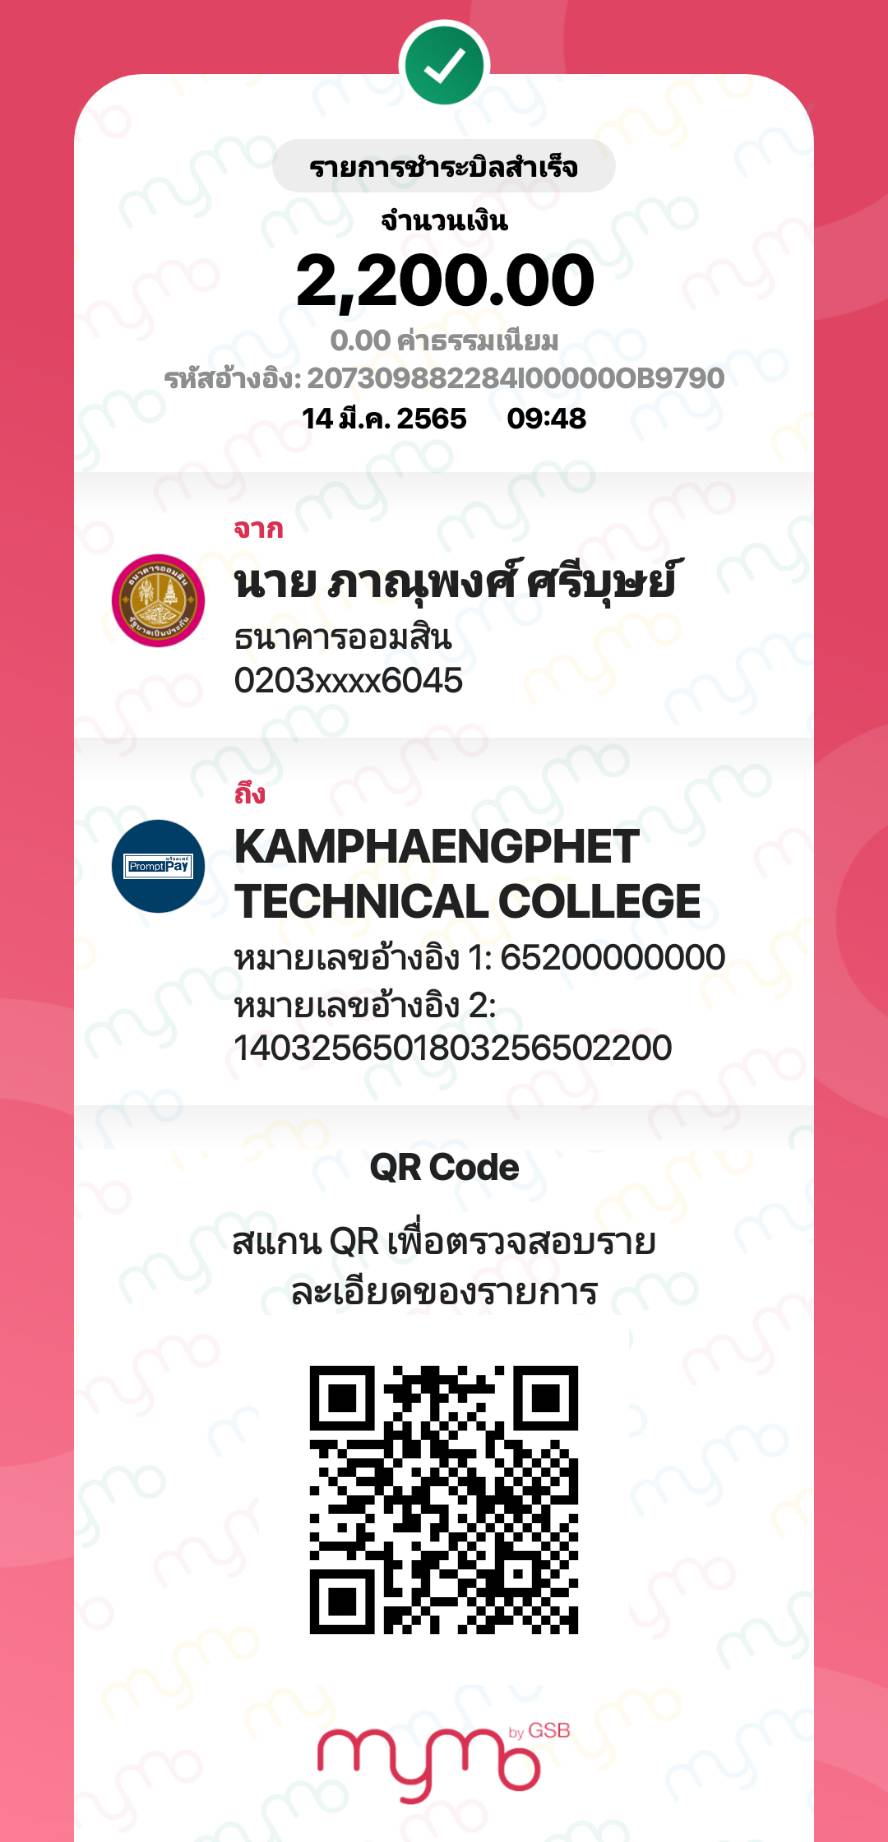 รายการชำระบิลสำเร็จ
จำนวนเงิน
2,200.00
0.00 ค่าธรรมเนียม
รหัสอ้างอิง: 207309882284I00000OB9790
14 มี.ค. 2565 09:48
จาก
นาย ภาณุพงศ์ ศรีบุษย์
ธนาคารออมสิน
0203xxxx6045
ถึง
PromptPay
KAMPHAENGPHET
TECHNICAL COLLEGE
หมายเลขอ้างอิง 1: 65200000000
หมายเลขอ้างอิง 2:
1403256501803256502200
QR Code
สแกน QR เพื่อตรวจสอบราย
ละเอียดของรายการ
mymo by GSB